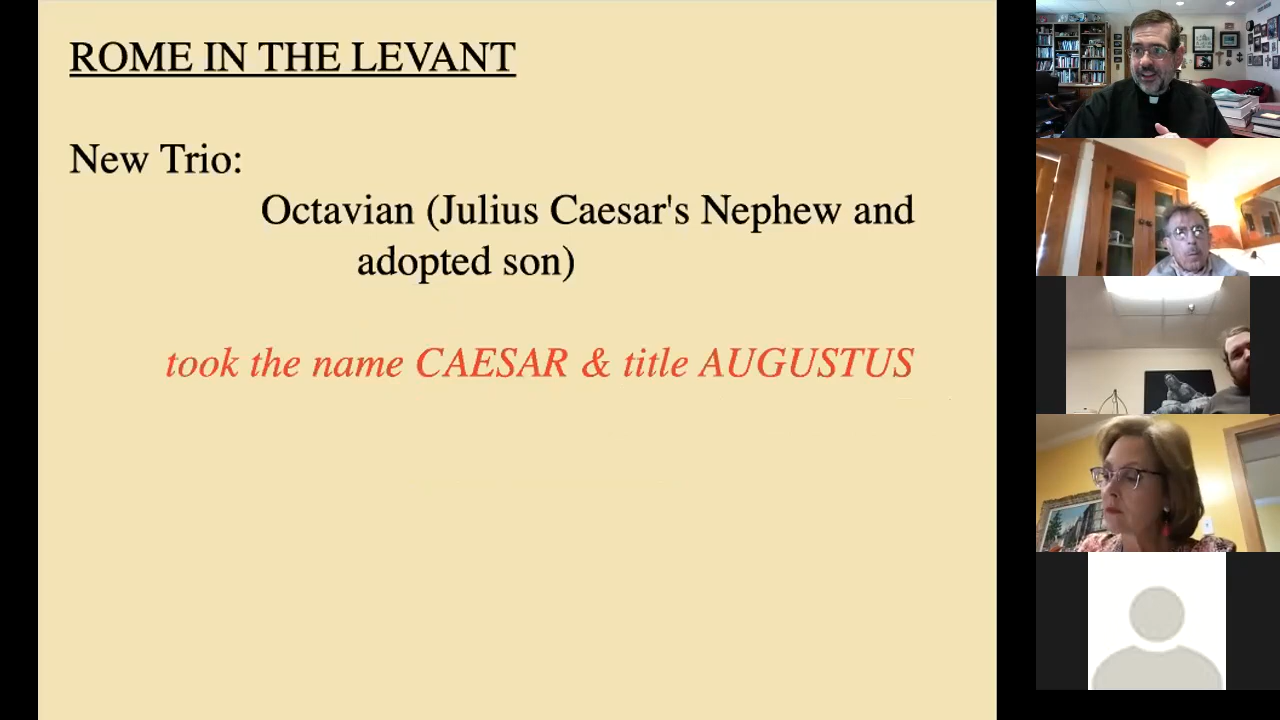 ROME IN THE LEVANT
New Trio:
Octavian (Julius Caesar's Nephew and
adopted son)
took the name CAESAR & title AUGUSTUS